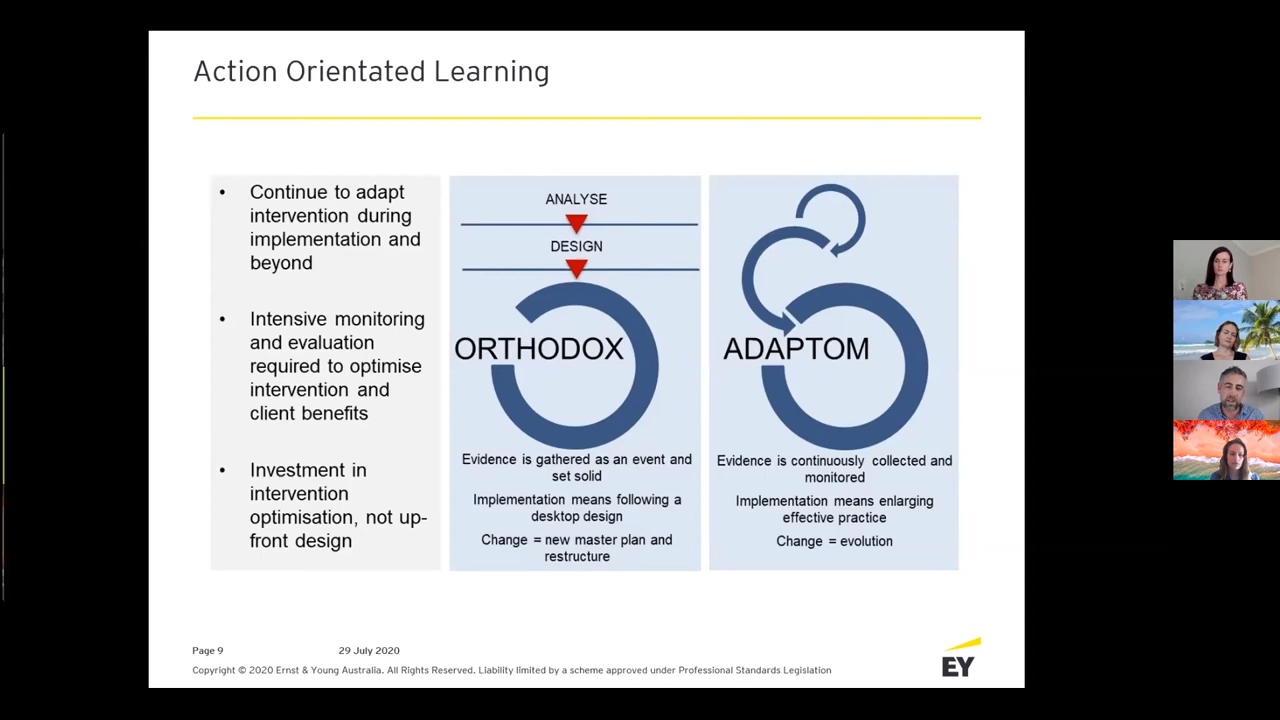 Action Orientated Learning
• Continue to adapt
intervention during
implementation and
beyond
• Intensive monitoring
and evaluation
required to optimise
intervention and
client benefits
• Investment in
intervention
optimisation, not up-
front design
ANALYSE
DESIGN
ORTHODOX
Evidence is gathered as an event and
set solid
Implementation means following a
desktop design
Change = new master plan and
restructure
ADAPTOM
Evidence is continuously collected and
monitored
Implementation means enlarging
effective practice
Change = evolution
Page 9
29 July 2020
Copyright © 2020 Ernst & Young Australia. All Rights Reserved. Liability limited by a scheme approved under Professional Standards Legislation
EY